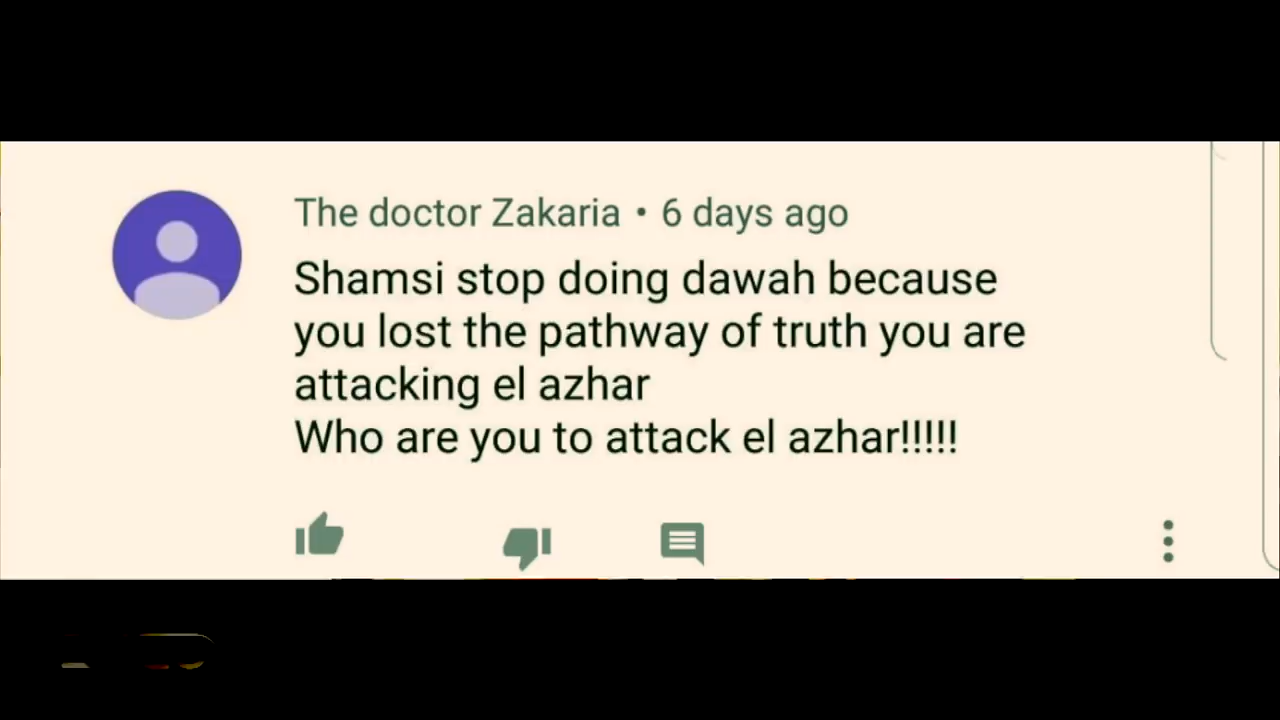 The doctor Zakaria • 6 days ago
Shamsi stop doing dawah because
you lost the pathway of truth you are
attacking el azhar
Who are you to attack el azhar!!!!!